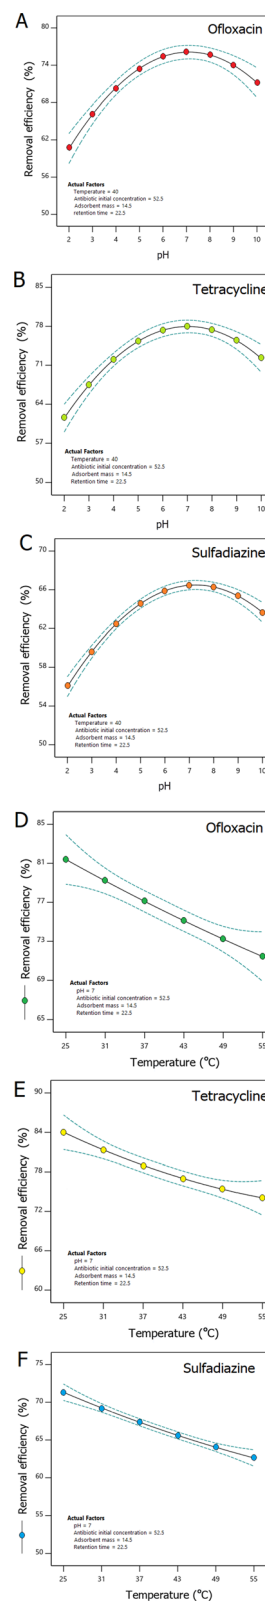 A
Ofloxacin
Removal efficiency (%)
80
74
68
62
56
50
Actual Factors
Temperature = 40
Antibiotic initial concentration = 52.5
Adsorbent mass = 14.5
retention time = 22.5
2 3 4 5 6 7 8 9 10
pH
B
Tetracycline
Removal efficiency (%)
85
78
71
64
57
50
Actual Factors
Temperature = 40
Antibiotic initial concentration = 52.5
Adsorbent mass = 14.5
Retention time = 22.5
2 3 4 5 6 7 8 9 10
pH
C
Sulfadiazine
Removal efficiency (%)
70
66
62
58
54
50
Actual Factors
Temperature = 40
Antibiotic initial concentration = 52.5
Adsorbent mass = 14.5
Retention time = 22.5
2 3 4 5 6 7 8 9 10
pH
D
Ofloxacin
Removal efficiency (%)
85
81
77
73
69
65
Actual Factors
pH = 7
Antibiotic initial concentration = 52.5
Adsorbent mass = 14.5
Retention time = 22.5
25 31 37 43 49 55
Temperature (°C)
E
Tetracycline
Removal efficiency (%)
90
84
78
72
66
60
Actual Factors
pH = 7
Antibiotic initial concentration = 52.5
Adsorbent mass = 14.5
Retention time = 22.5
25 31 37 43 49 55
Temperature (°C)
F
Sulfadiazine
Removal efficiency (%)
75
70
65
60
55
50
Actual Factors
pH = 7
Antibiotic initial concentration = 52.5
Adsorbent mass = 14.5
Retention time = 22.5
25 31 37 43 49 55
Temperature (°C)